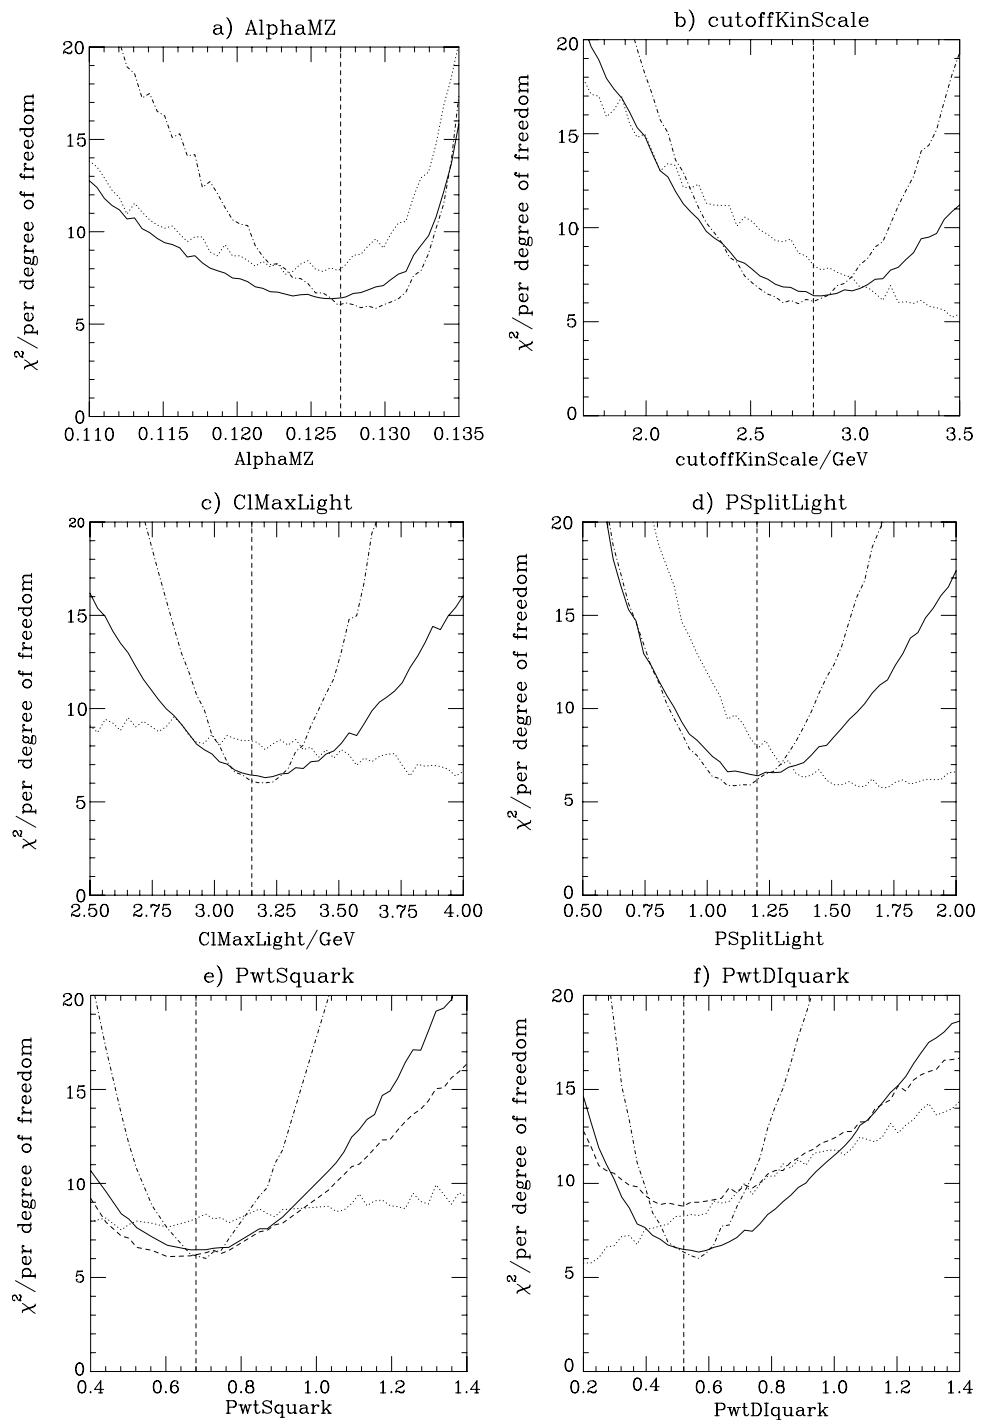 a) AlphaMZ
χ²/per degree of freedom
20
15
10
5
0
0.110 0.115 0.120 0.125 0.130 0.135
AlphaMZ
b) cutoffKinScale
χ²/per degree of freedom
20
15
10
5
0
2.0 2.5 3.0 3.5
cutoffKinScale/GeV
c) ClMaxLight
χ²/per degree of freedom
20
15
10
5
0
2.50 2.75 3.00 3.25 3.50 3.75 4.00
ClMaxLight/GeV
d) PSplitLight
χ²/per degree of freedom
20
15
10
5
0
0.50 0.75 1.00 1.25 1.50 1.75 2.00
PSplitLight
e) PwtSquark
χ²/per degree of freedom
20
15
10
5
0
0.4 0.6 0.8 1.0 1.2 1.4
PwtSquark
f) PwtDIquark
χ²/per degree of freedom
20
15
10
5
0
0.2 0.4 0.6 0.8 1.0 1.2 1.4
PwtDIquark